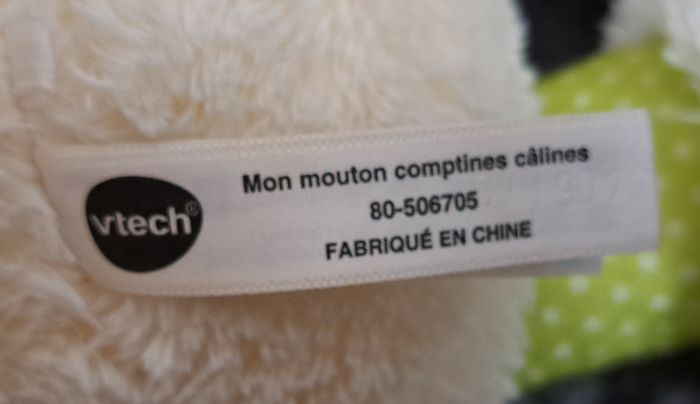 vtech®
Mon mouton comptines câlines
80-506705
FABRIQUÉ EN CHINE